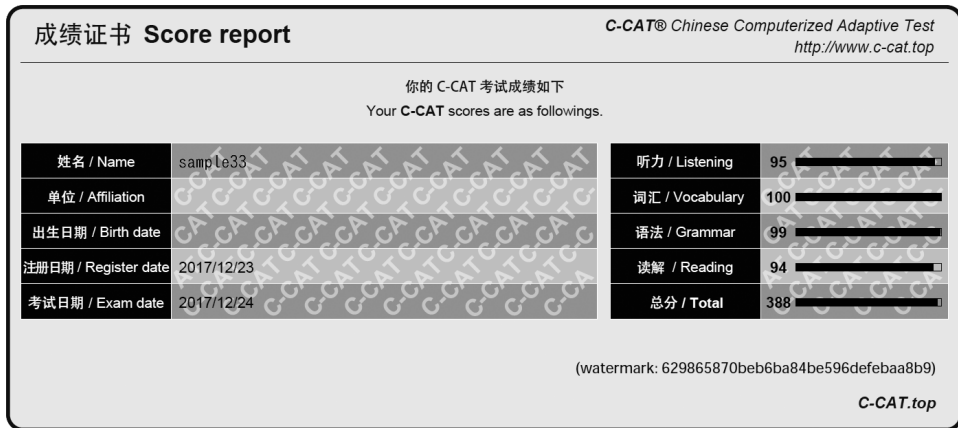 成绩证书 Score report
C-CAT® Chinese Computerized Adaptive Test
http://www.c-cat.top
你的 C-CAT 考试成绩如下
Your C-CAT scores are as followings.
姓名 / Name sample33
单位 / Affiliation
出生日期 / Birth date
注册日期 / Register date 2017/12/23
考试日期 / Exam date 2017/12/24
听力 / Listening 95
词汇 / Vocabulary 100
语法 / Grammar 99
读解 / Reading 94
总分 / Total 388
(watermark: 629865870beb6ba84be596defebaa8b9)
C-CAT.top